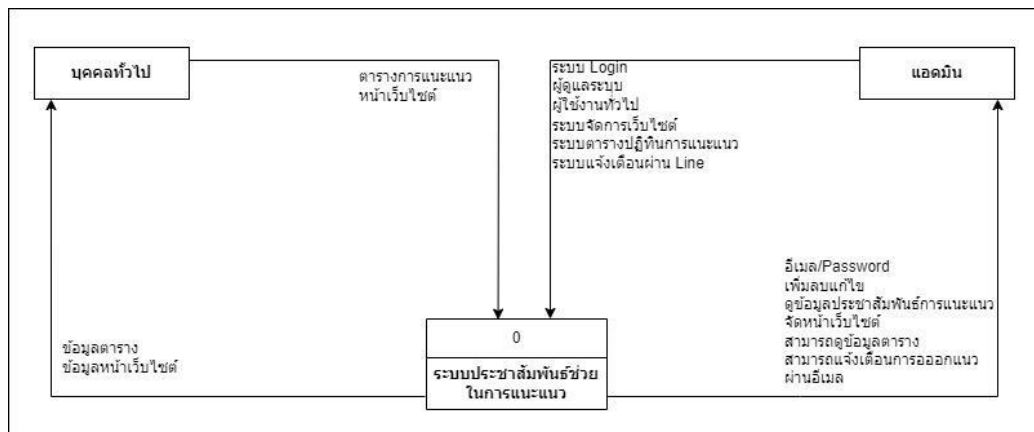 บุคคลทั่วไป
ตารางการแนะแนว
หน้าเว็บไซต์
ระบบ Login
ผู้ดูแลระบบ
ผู้ใช้งานทั่วไป
ระบบจัดการเว็บไซต์
ระบบตารางปฏิทินการแนะแนว
ระบบแจ้งเตือนผ่าน Line
แอดมิน
ข้อมูลตาราง
ข้อมูลหน้าเว็บไซต์
0
ระบบประชาสัมพันธ์ช่วย
ในการแนะแนว
อีเมล/Password
เพิ่มลบแก้ไข
ดูข้อมูลประชาสัมพันธ์การแนะแนว
จัดหน้าเว็บไซต์
สามารถดูข้อมูลตาราง
สามารถแจ้งเตือนการอออกแนว
ผ่านอีเมล